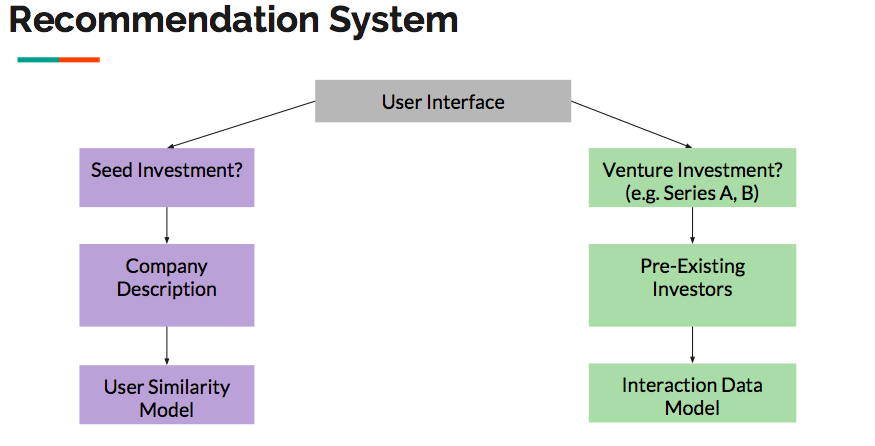 Recommendation System
User Interface
Seed Investment?
Venture Investment?
(e.g. Series A, B)
Company
Description
Pre-Existing
Investors
User Similarity
Model
Interaction Data
Model